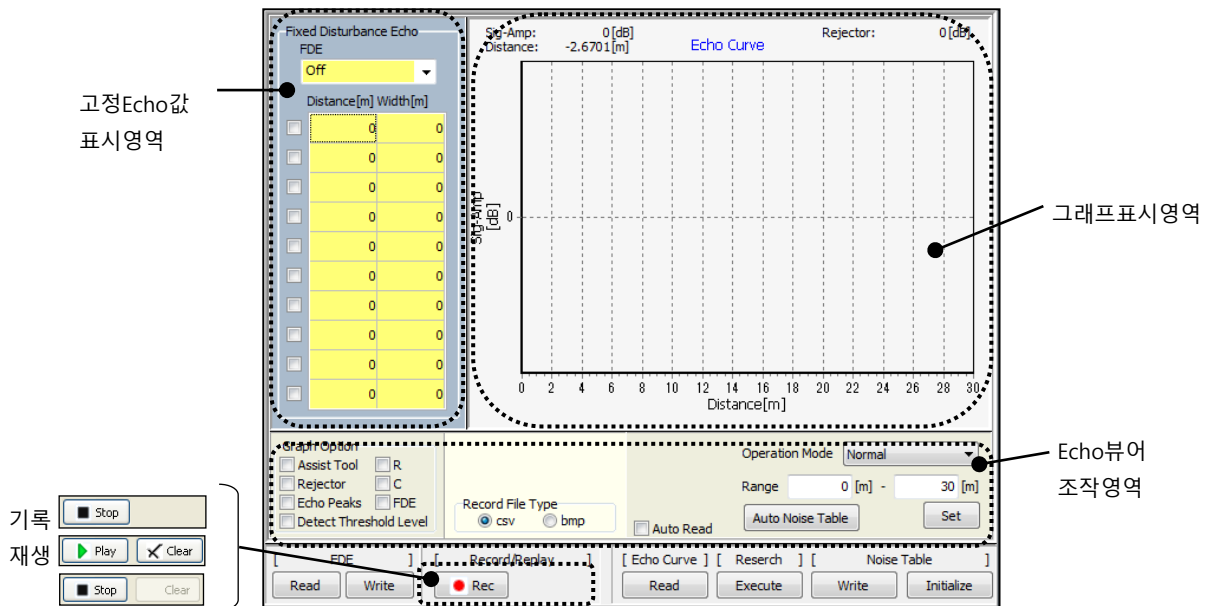 Fixed Disturbance Echo
FDE
Off
Distance[m] Width[m]
0 0
0 0
0 0
0 0
0 0
0 0
0 0
0 0
0 0
0 0
고정Echo값
표시영역
Sig-Amp: 0[dB]
Distance: -2.6701[m]
Echo Curve
Rejector: 0[dB]
Sig-Amp
[dB]
0
0 2 4 6 8 10 12 14 16 18 20 22 24 26 28 30
Distance[m]
그래프표시영역
Graph Option
Assist Tool R
Rejector C
Echo Peaks FDE
Detect Threshold Level
Record File Type
csv bmp
Auto Read
Operation Mode Normal
Range 0 [m] - 30 [m]
Auto Noise Table Set
Echo뷰어
조작영역
기록 Stop
재생 Play Clear
Stop Clear
[ FDE ] [ Record/Replay ] [ Echo Curve ] [ Reserch ] [ Noise Table ]
Read Write Rec Read Execute Write Initialize